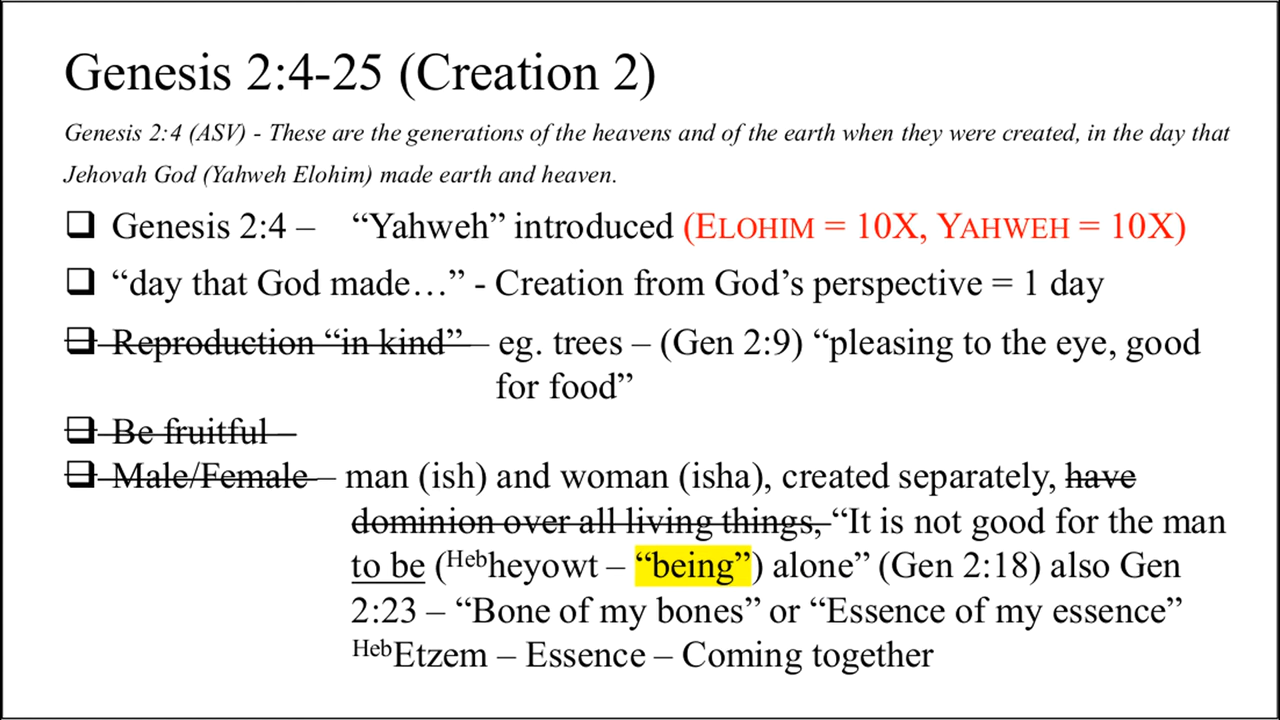 Genesis 2:4-25 (Creation 2)
Genesis 2:4 (ASV) - These are the generations of the heavens and of the earth when they were created, in the day that
Jehovah God (Yahweh Elohim) made earth and heaven.
❑ Genesis 2:4 – “Yahweh” introduced (ELOHIM = 10X, YAHWEH = 10X)
❑ “day that God made…” - Creation from God’s perspective = 1 day
❑ Reproduction “in kind” – eg. trees – (Gen 2:9) “pleasing to the eye, good
for food”
❑ Be fruitful –
❑ Male/Female – man (ish) and woman (isha), created separately, have
dominion over all living things, “It is not good for the man
to be (Hebheyowt – “being”) alone” (Gen 2:18) also Gen
2:23 – “Bone of my bones” or “Essence of my essence”
HebEtzem – Essence – Coming together